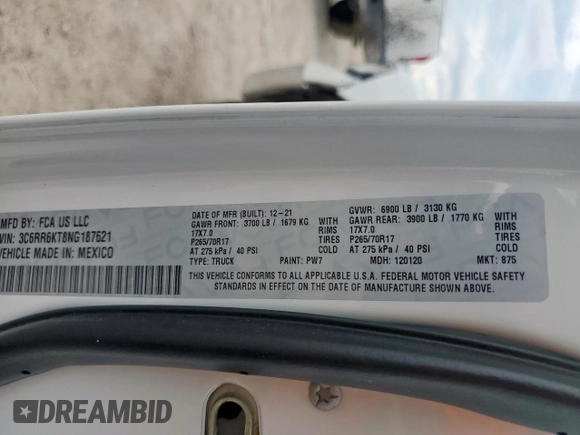 FCA US LLC
VIN: 3C6RR6KT8NG187621
VEHICLE MADE IN: MEXICO
DATE OF MFR (BUILT): 12-21
GAWR FRONT: 3700 LB / 1679 KG WITH
17X7.0 RIMS
P265/70R17 TIRES
AT 275 kPa / 40 PSI COLD
TYPE: TRUCK PAINT: PW7
GVWR: 6900 LB / 3130 KG
GAWR REAR: 3900 LB / 1770 KG WITH
17X7.0 RIMS
P265/70R17 TIRES
AT 275 kPa / 40 PSI COLD
MDH: 120120 MKT: 875
THIS VEHICLE CONFORMS TO ALL APPLICABLE U.S.A. FEDERAL MOTOR VEHICLE SAFETY
STANDARDS IN EFFECT ON THE DATE OF MANUFACTURE SHOWN ABOVE.
DREAMBID